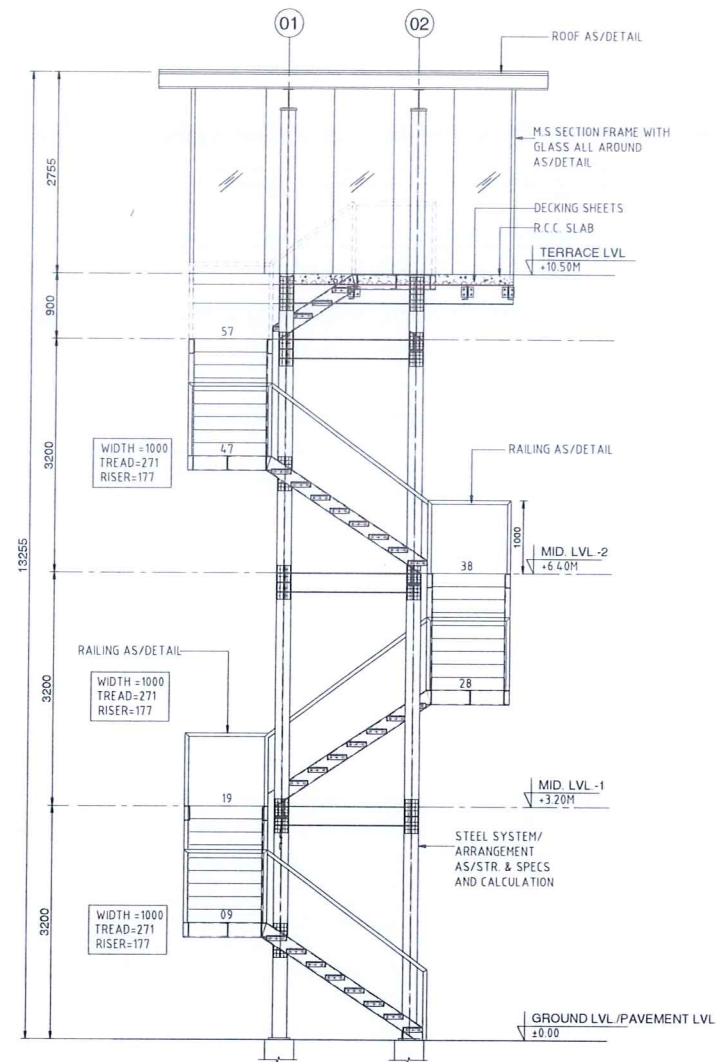 01
02
ROOF AS/DETAIL
M.S SECTION FRAME WITH
GLASS ALL AROUND
AS/DETAIL
2755
DECKING SHEETS
R.C.C. SLAB
TERRACE LVL
+10.50M
900
57
3200
WIDTH =1000
TREAD=271
RISER=177
47
RAILING AS/DETAIL
13255
1000
MID. LVL.-2
+6.40M
38
3200
RAILING AS/DETAIL
WIDTH =1000
TREAD=271
RISER=177
28
19
MID. LVL.-1
+3.20M
STEEL SYSTEM/
ARRANGEMENT
AS/STR. & SPECS
AND CALCULATION
3200
WIDTH =1000
TREAD=271
RISER=177
09
GROUND LVL./PAVEMENT LVL
±0.00